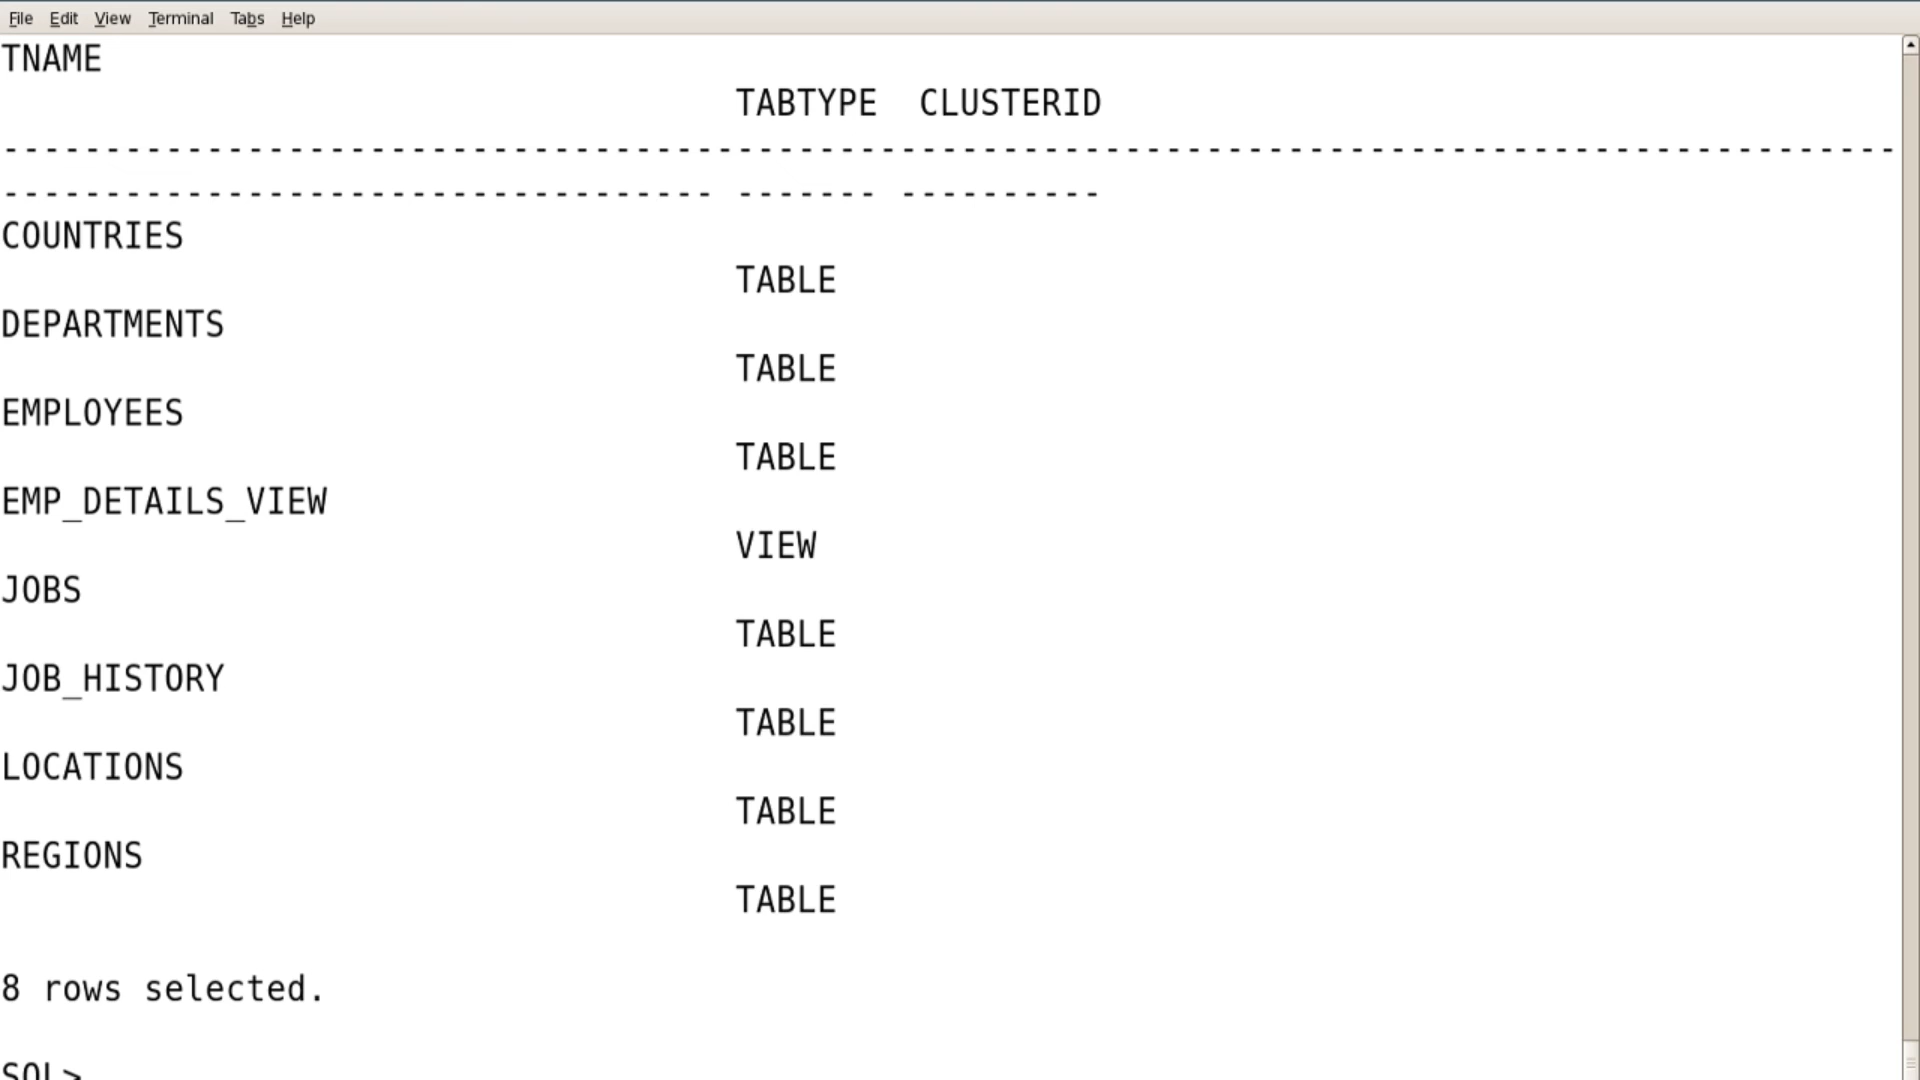 File Edit View Terminal Tabs Help
TNAME
TABTYPE CLUSTERID
--------------------------------------------------------------------------------------------
----------------------------------- ------- ----------
COUNTRIES
TABLE
DEPARTMENTS
TABLE
EMPLOYEES
TABLE
EMP_DETAILS_VIEW
VIEW
JOBS
TABLE
JOB_HISTORY
TABLE
LOCATIONS
TABLE
REGIONS
TABLE
8 rows selected.
SQL>